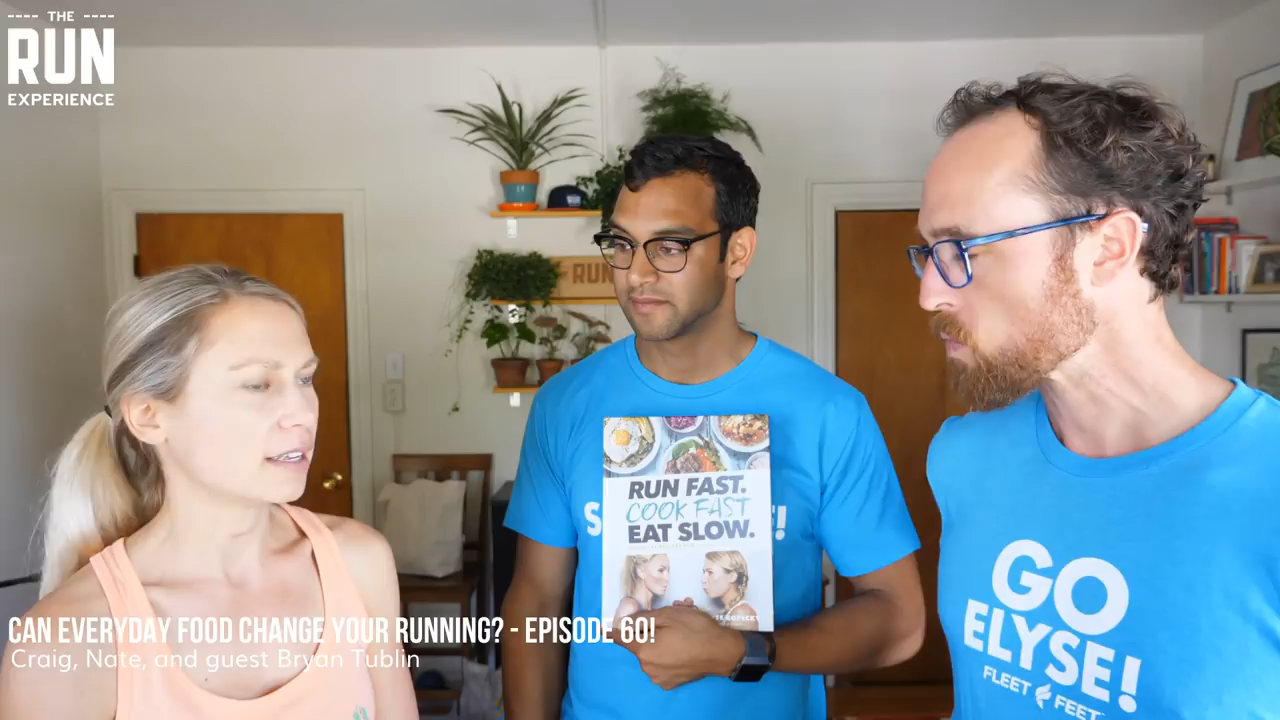 THE
RUN
EXPERIENCE
RUN
RUN FAST.
COOK FAST
EAT SLOW.
S
!
GO
ELYSE!
FLEET FEET
CAN EVERYDAY FOOD CHANGE YOUR RUNNING? - EPISODE 60!
Craig, Nate, and guest Bryan Tublin